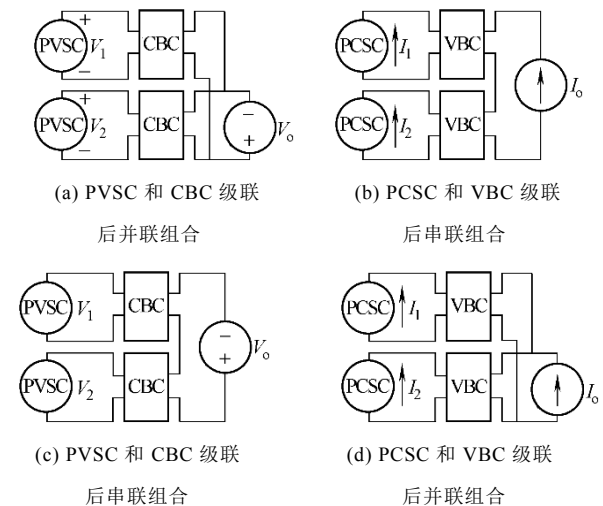 +
PVSC V₁ CBC
−
+
PVSC V₂ CBC
−
−
+
Vₒ
(a) PVSC 和 CBC 级联
后并联组合
PCSC I₁ VBC
PCSC I₂ VBC
Iₒ
(b) PCSC 和 VBC 级联
后串联组合
PVSC V₁ CBC
PVSC V₂ CBC
−
+
Vₒ
(c) PVSC 和 CBC 级联
后串联组合
PCSC I₁ VBC
PCSC I₂ VBC
Iₒ
(d) PCSC 和 VBC 级联
后并联组合